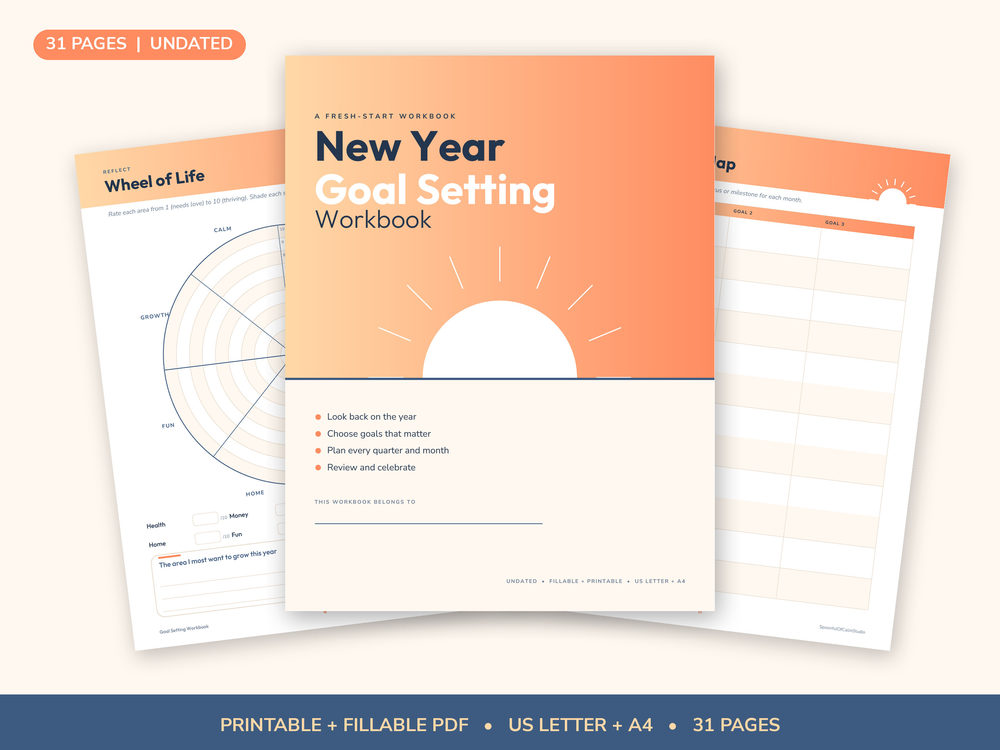 31 PAGES | UNDATED
REFLECT
Wheel of Life
Rate each area from 1 (needs love) to 10 (thriving). Shade each
CALM
GROWTH
FUN
HOME
Health
/10 Money
Home
/10 Fun
The area I most want to grow this year
Goal Setting Workbook
A FRESH-START WORKBOOK
New Year
Goal Setting
Workbook
Look back on the year
Choose goals that matter
Plan every quarter and month
Review and celebrate
THIS WORKBOOK BELONGS TO
UNDATED • FILLABLE + PRINTABLE • US LETTER + A4
or milestone for each month.
GOAL 2
GOAL 3
SpoonfulOfCalmStudio
PRINTABLE + FILLABLE PDF • US LETTER + A4 • 31 PAGES